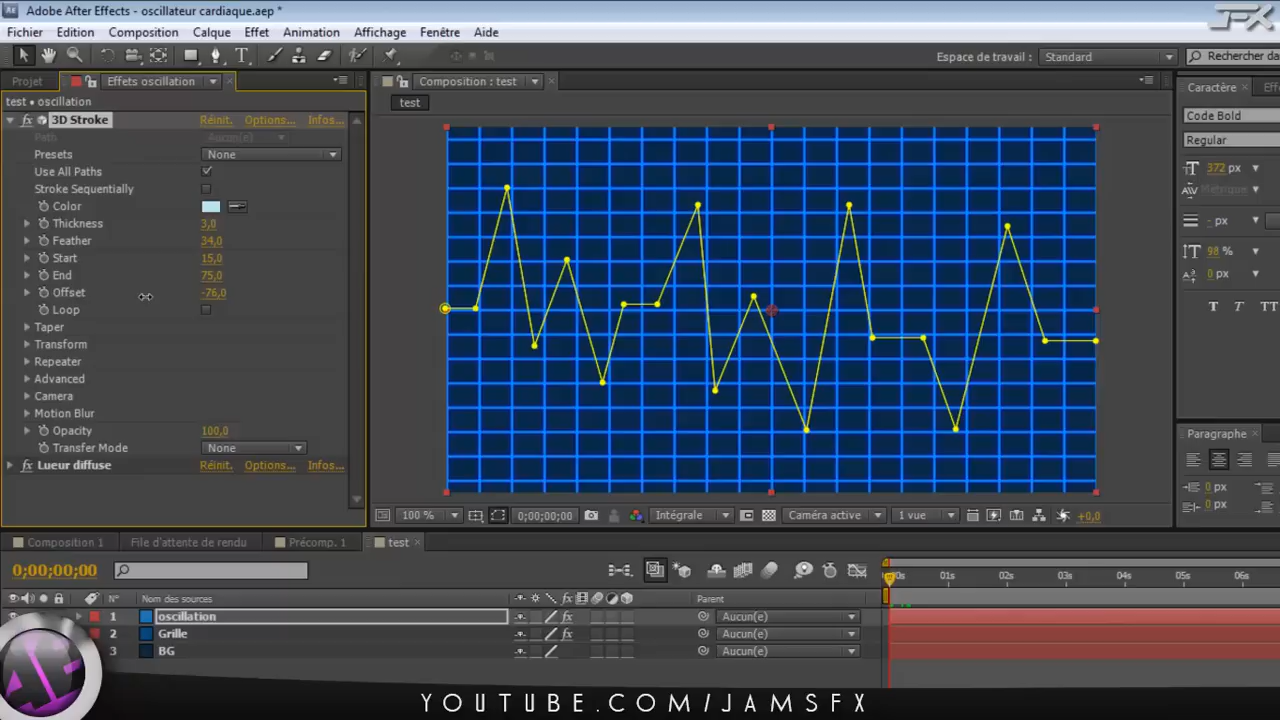 Adobe After Effects - oscillateur cardiaque.aep *
JFX
Fichier Edition Composition Calque Effet Animation Affichage Fenêtre Aide
Espace de travail : Standard
Rechercher da
Projet Effets oscillation
Composition : test
Caractère Effe
test • oscillation
test
3D Stroke Réinit. Options... Infos...
Code Bold
Path Aucun(e)
Regular
Presets None
Use All Paths
372 px
Stroke Sequentially
Métrique
Color
Thickness 3,0
- px
Feather 34,0
98 %
Start 15,0
End 75,0
0 px
Offset -76,0
Loop
T T
Taper
Transform
Repeater
Advanced
Camera
Motion Blur
Opacity 100,0
Paragraphe
Transfer Mode None
Lueur diffuse Réinit. Options... Infos...
0 px
0 px
100 % 0;00;00;00 Intégrale Caméra active 1 vue +0,0
Composition 1 File d'attente de rendu Précomp. 1 test
0;00;00;00
00s 01s 02s 03s 04s 05s 06s
N° Nom des sources Parent
1 oscillation Aucun(e)
2 Grille Aucun(e)
3 BG Aucun(e)
YOUTUBE.COM/JAMSFX